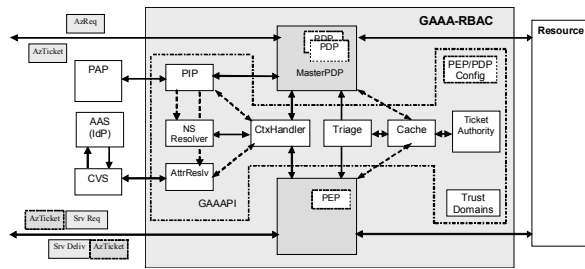 GAAA-RBAC
Resource
AzReq
AzTicket
PDP
PDP
MasterPDP
PEP/PDP
Config
PAP
PIP
AAS
(IdP)
NS
Resolver
CtxHandler
Triage
Cache
Ticket
Authority
CVS
AttrReslv
GAAAPI
PEP
Trust
Domains
AzTicket
Srv Req
Srv Deliv
AzTicket